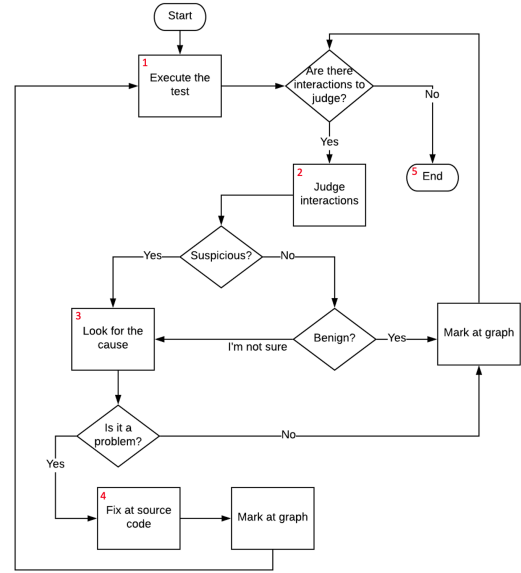 Start
1
Execute the
test
Are there
interactions to
judge?
No
Yes
2
Judge
interactions
5
End
Suspicious?
Yes
No
3
Look for the
cause
I'm not sure
Benign?
Yes
Mark at graph
Is it a
problem?
No
Yes
4
Fix at source
code
Mark at graph